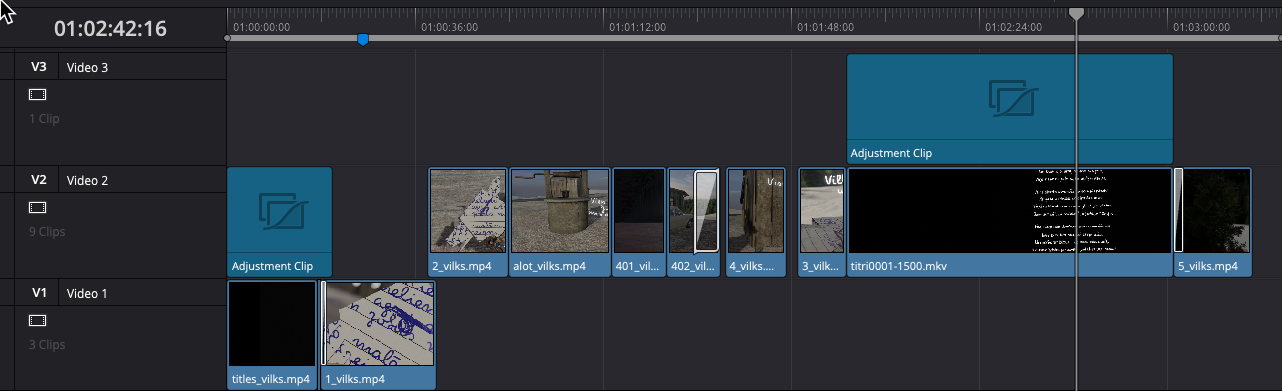 01:02:42:16
01:00:00:00 01:00:36:00 01:01:12:00 01:01:48:00 01:02:24:00 01:03:00:00
V3 Video 3
1 Clip
Adjustment Clip
V2 Video 2
9 Clips
Adjustment Clip 2_vilks.mp4 alot_vilks.mp4 401_vil... 402_vil... 4_vilks.... 3_vilk... titri0001-1500.mkv 5_vilks.mp4
V1 Video 1
3 Clips
titles_vilks.mp4 1_vilks.mp4